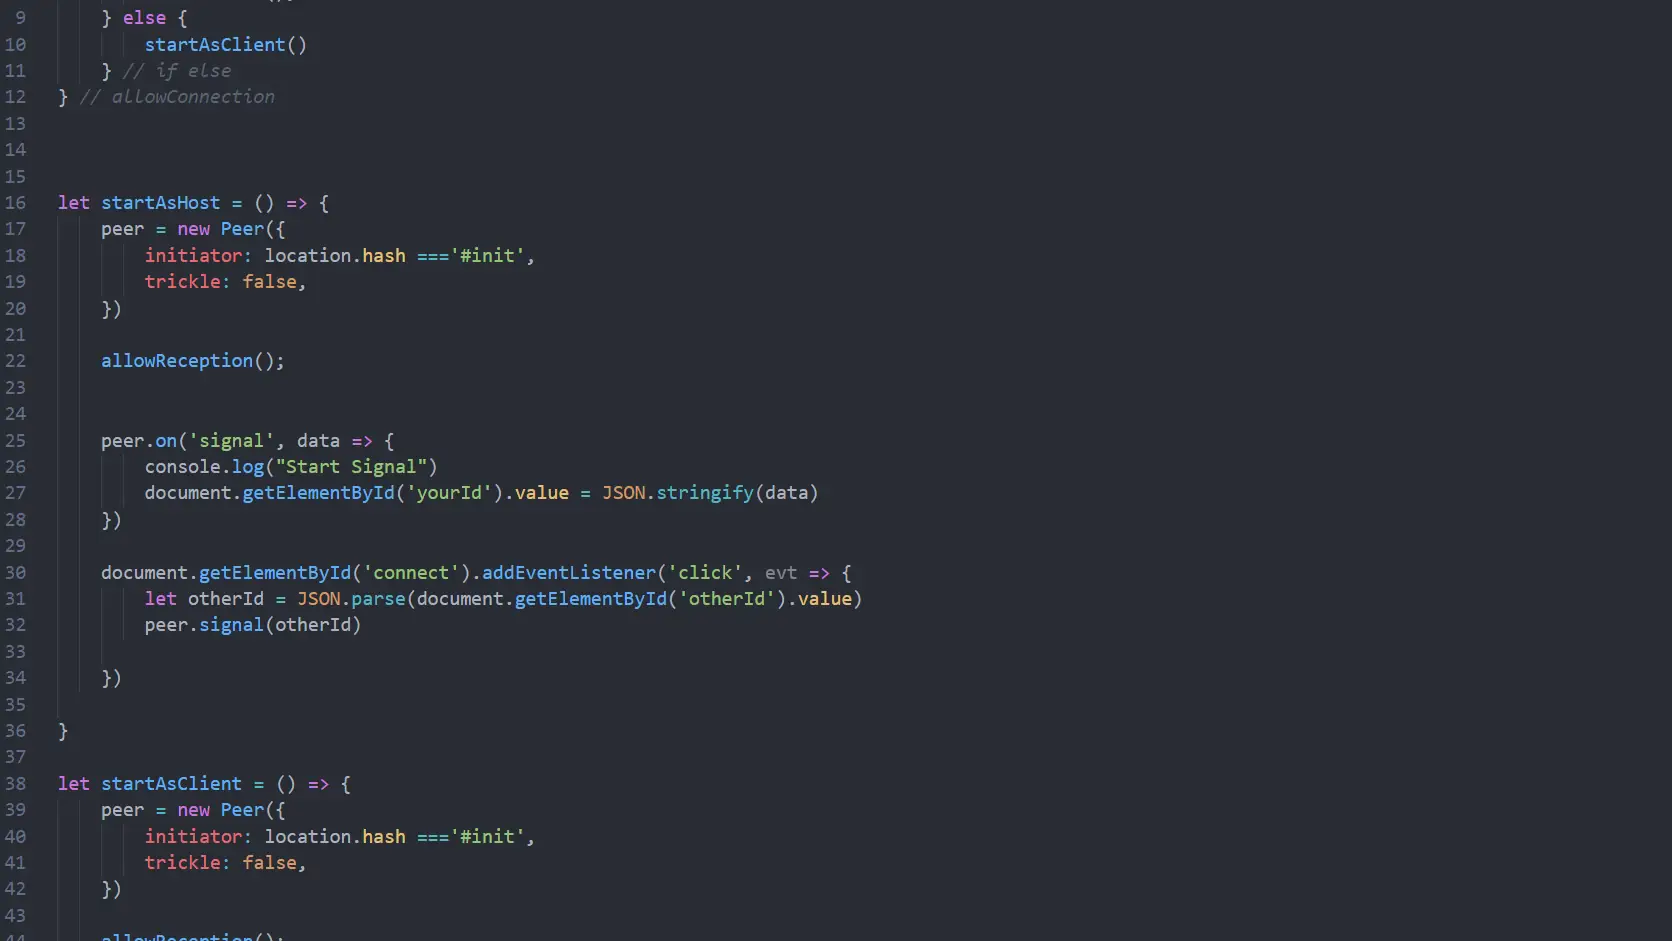 9 } else {
10 startAsClient()
11 } // if else
12 } // allowConnection
13
14
15
16 let startAsHost = () => {
17 peer = new Peer({
18 initiator: location.hash ==='#init',
19 trickle: false,
20 })
21
22 allowReception();
23
24
25 peer.on('signal', data => {
26 console.log("Start Signal")
27 document.getElementById('yourId').value = JSON.stringify(data)
28 })
29
30 document.getElementById('connect').addEventListener('click', evt => {
31 let otherId = JSON.parse(document.getElementById('otherId').value)
32 peer.signal(otherId)
33
34 })
35
36 }
37
38 let startAsClient = () => {
39 peer = new Peer({
40 initiator: location.hash ==='#init',
41 trickle: false,
42 })
43
44 allowReception();